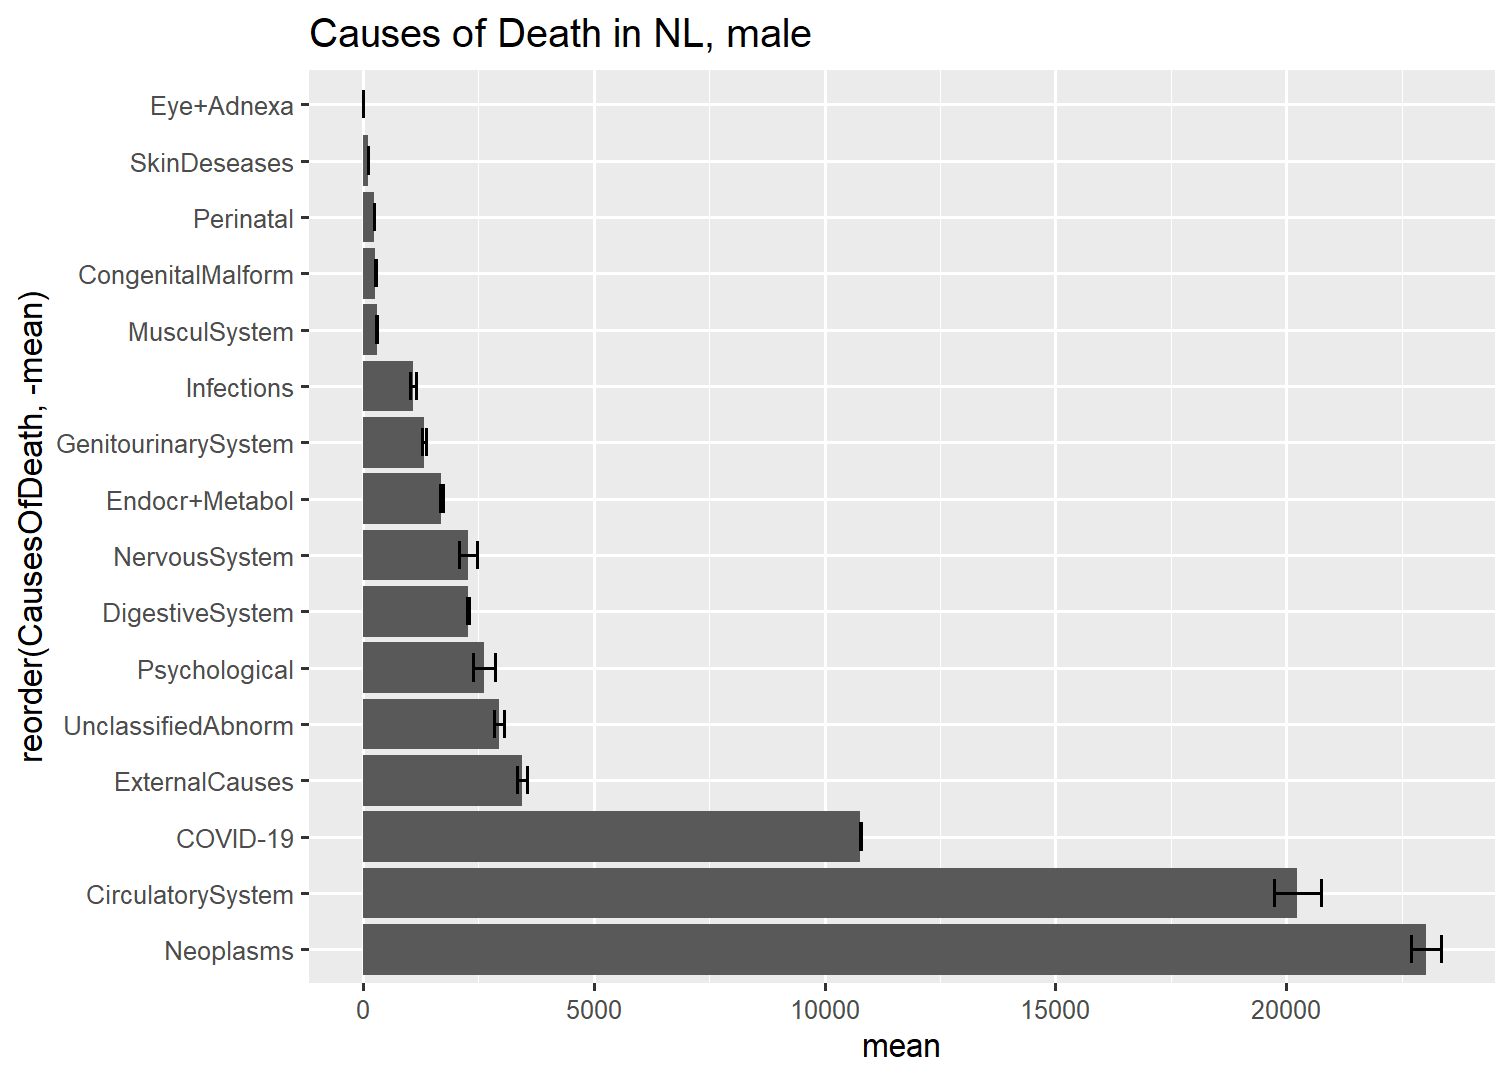 Causes of Death in NL, male
reorder(CausesOfDeath, -mean)
Eye+Adnexa
SkinDeseases
Perinatal
CongenitalMalform
MusculSystem
Infections
GenitourinarySystem
Endocr+Metabol
NervousSystem
DigestiveSystem
Psychological
UnclassifiedAbnorm
ExternalCauses
COVID-19
CirculatorySystem
Neoplasms
0 5000 10000 15000 20000
mean